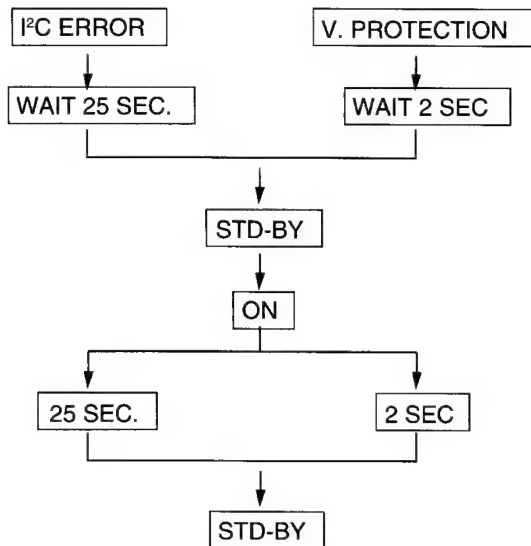 I²C ERROR
V. PROTECTION
WAIT 25 SEC.
WAIT 2 SEC
STD-BY
ON
25 SEC.
2 SEC
STD-BY